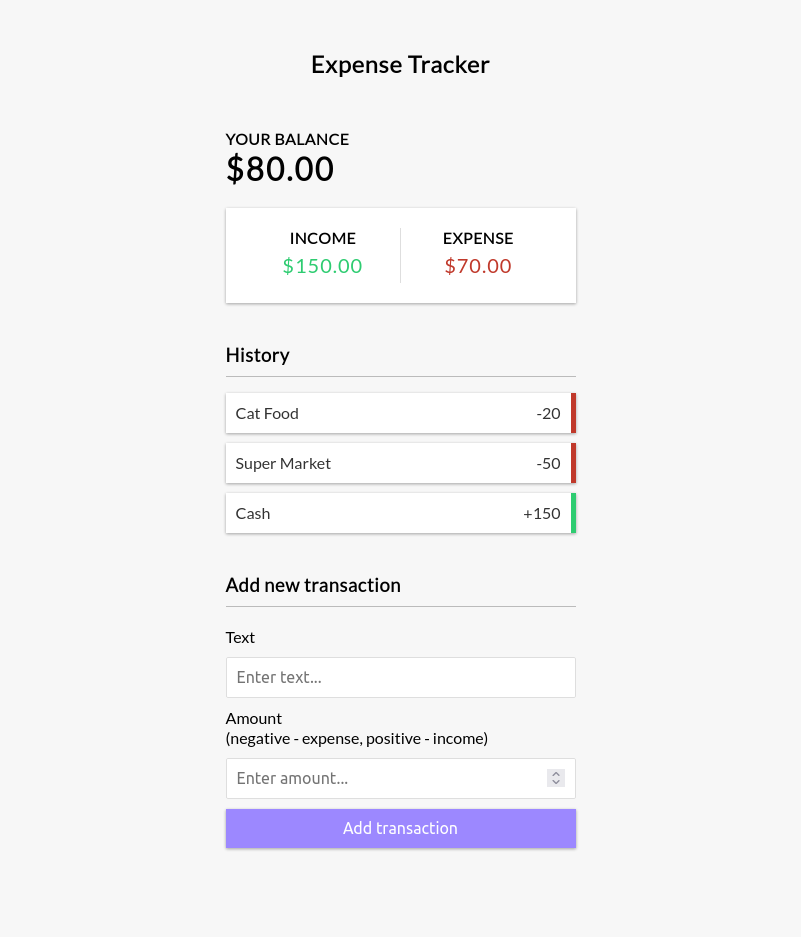 Expense Tracker
YOUR BALANCE
$80.00
INCOME EXPENSE
$150.00 $70.00
History
Cat Food -20
Super Market -50
Cash +150
Add new transaction
Text
Enter text...
Amount
(negative - expense, positive - income)
Enter amount...
Add transaction